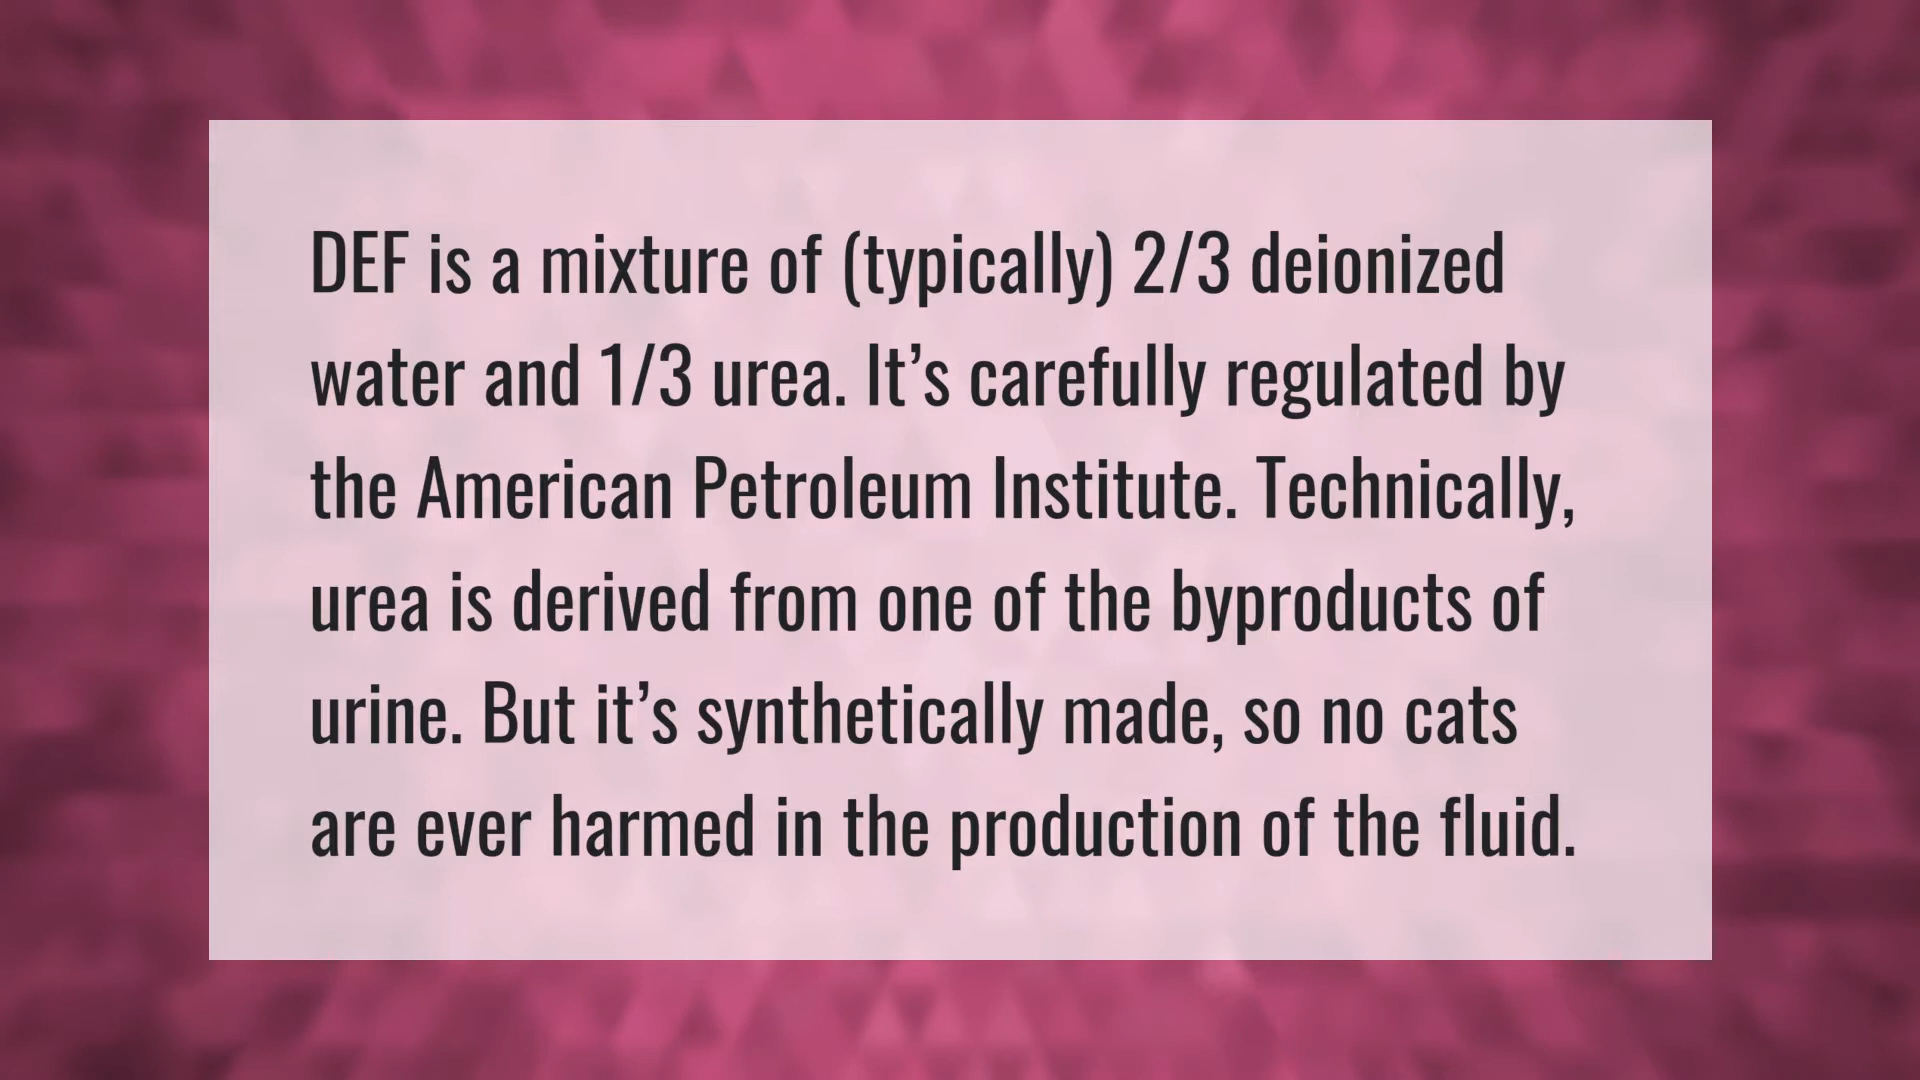 DEF is a mixture of (typically) 2/3 deionized
water and 1/3 urea. It’s carefully regulated by
the American Petroleum Institute. Technically,
urea is derived from one of the byproducts of
urine. But it’s synthetically made, so no cats
are ever harmed in the production of the fluid.